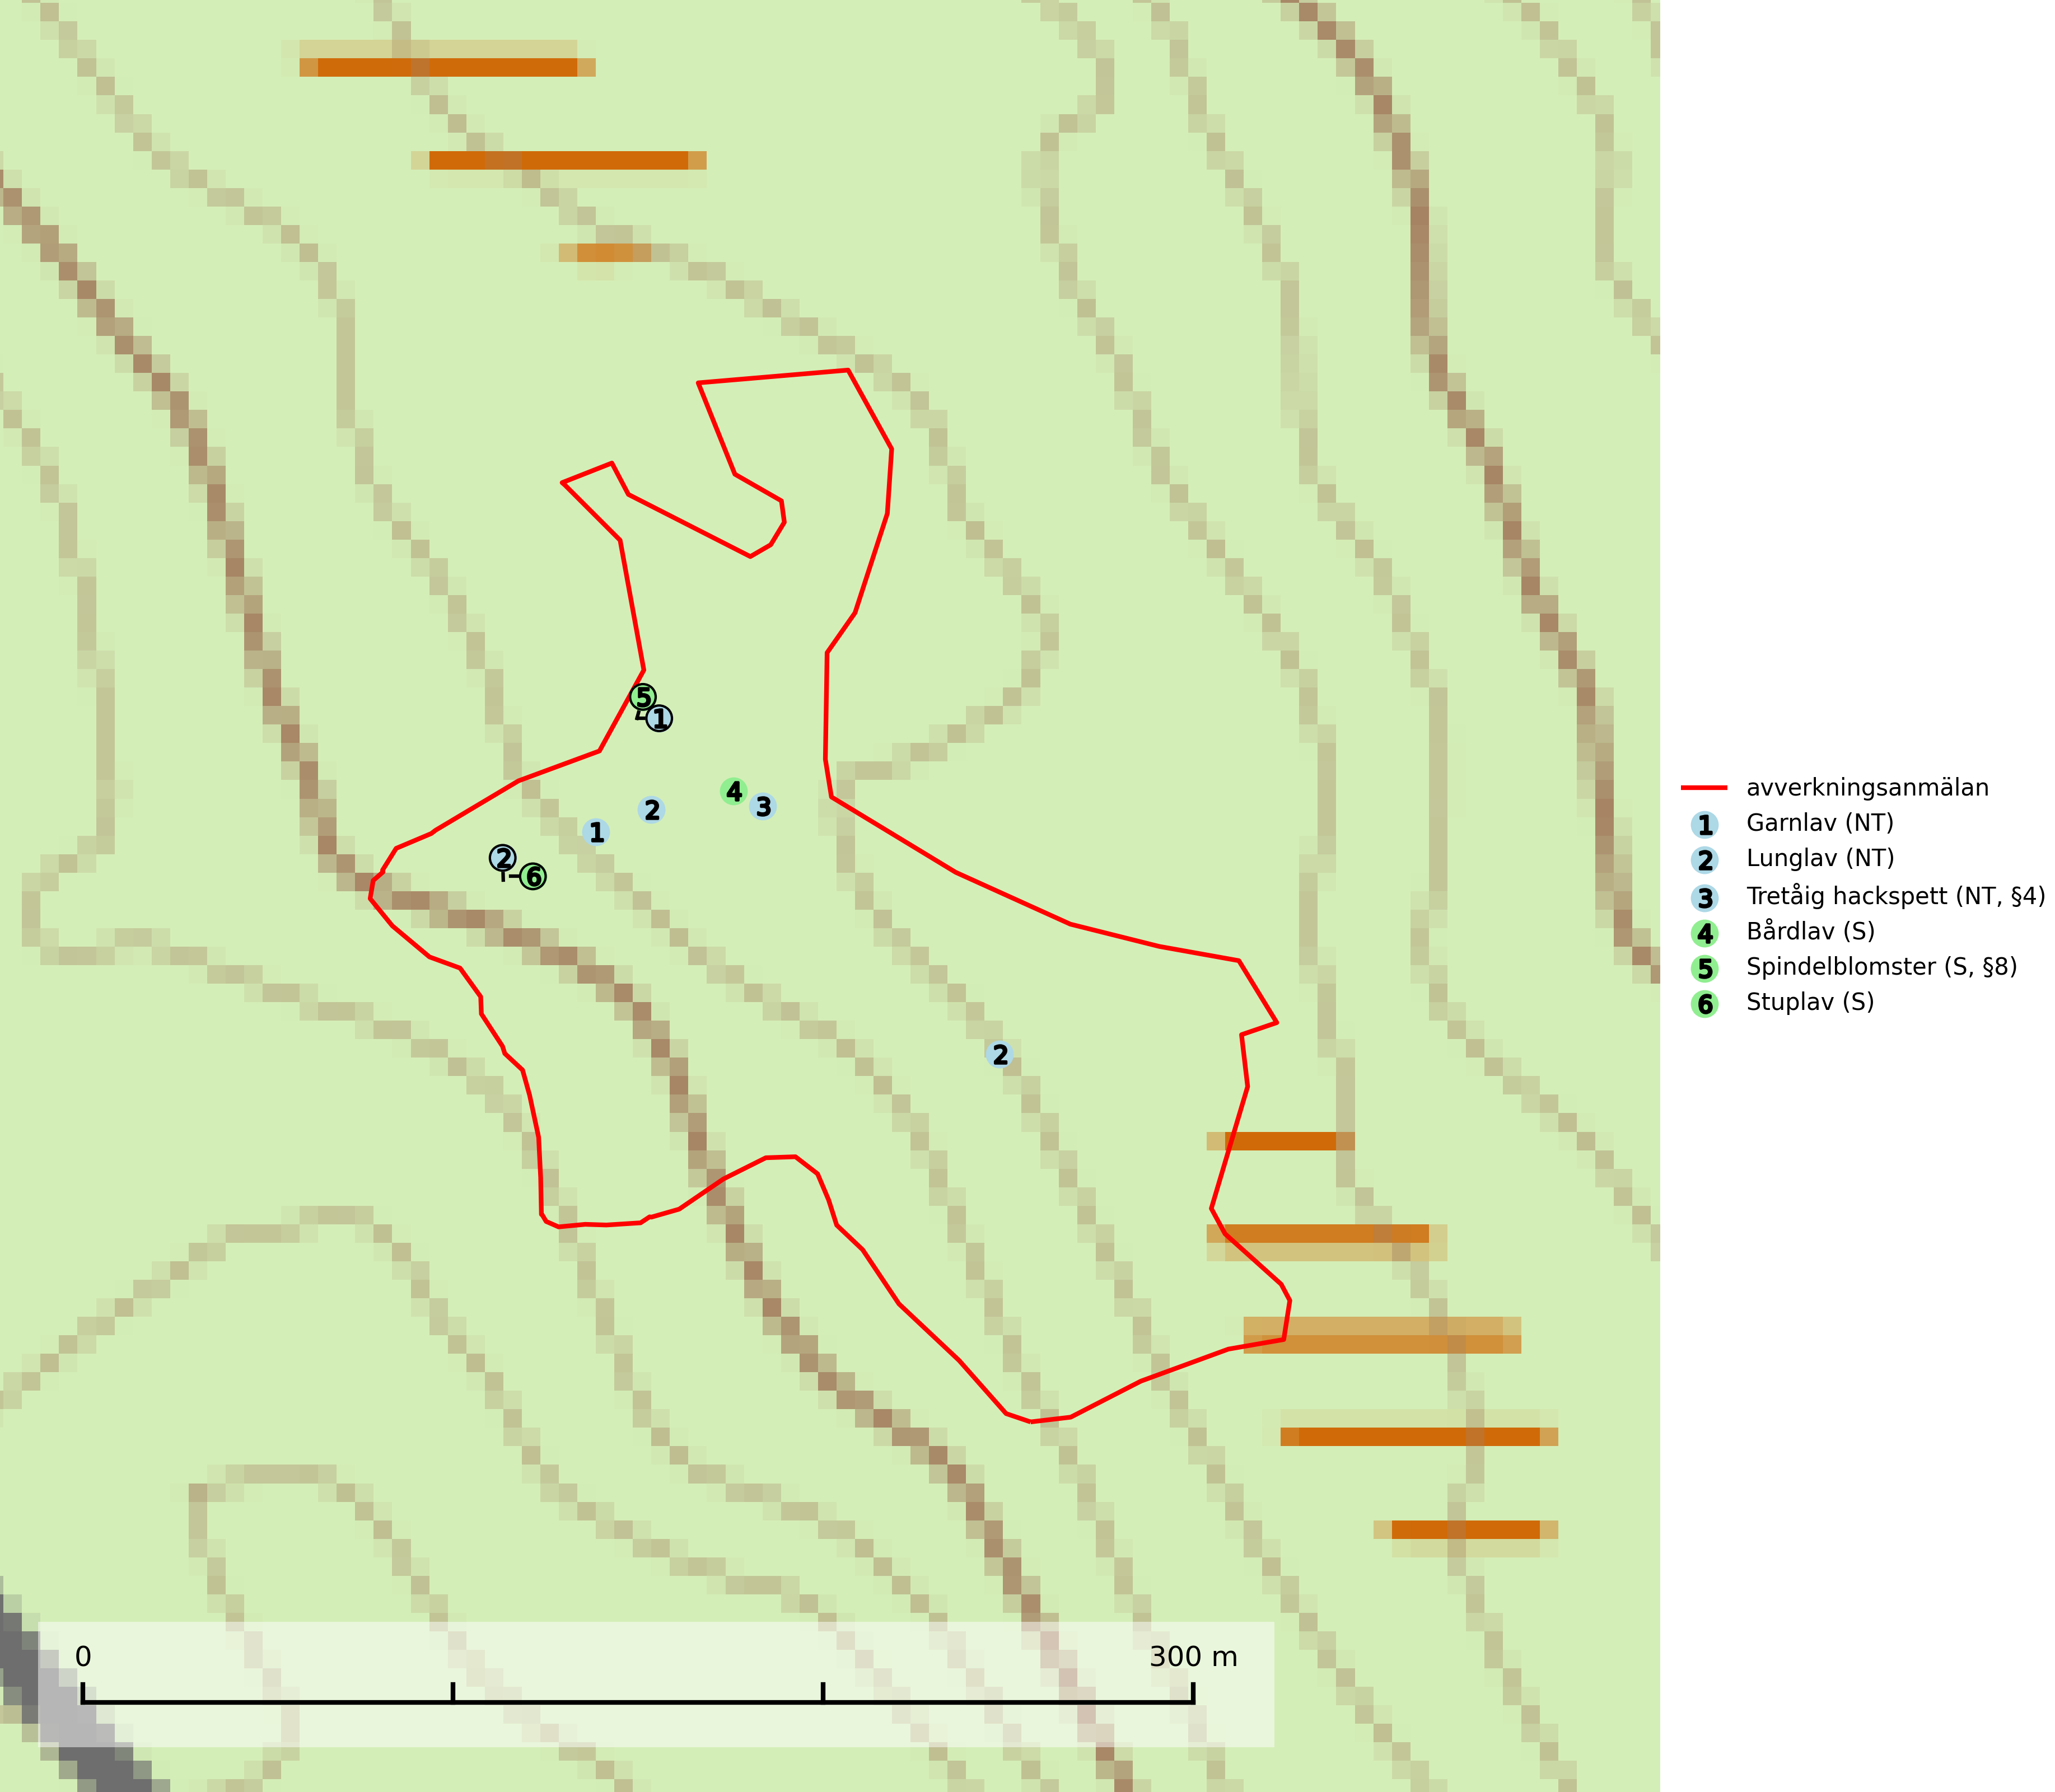 5
1
4
3
2
1
2
6
2
avverkningsanmälan
1 Garnlav (NT)
2 Lunglav (NT)
3 Tretåig hackspett (NT, §4)
4 Bårdlav (S)
5 Spindelblomster (S, §8)
6 Stuplav (S)
0 300 m